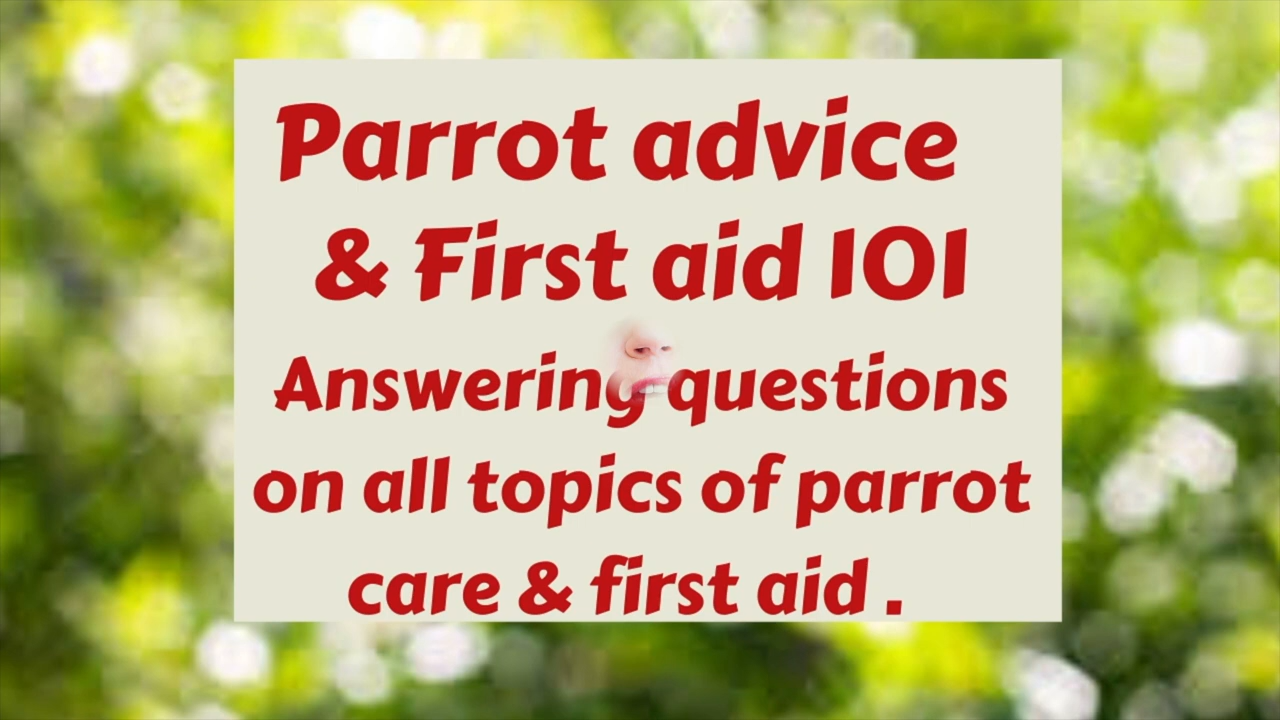 Parrot advice
& First aid 101
Answering questions
on all topics of parrot
care & first aid .